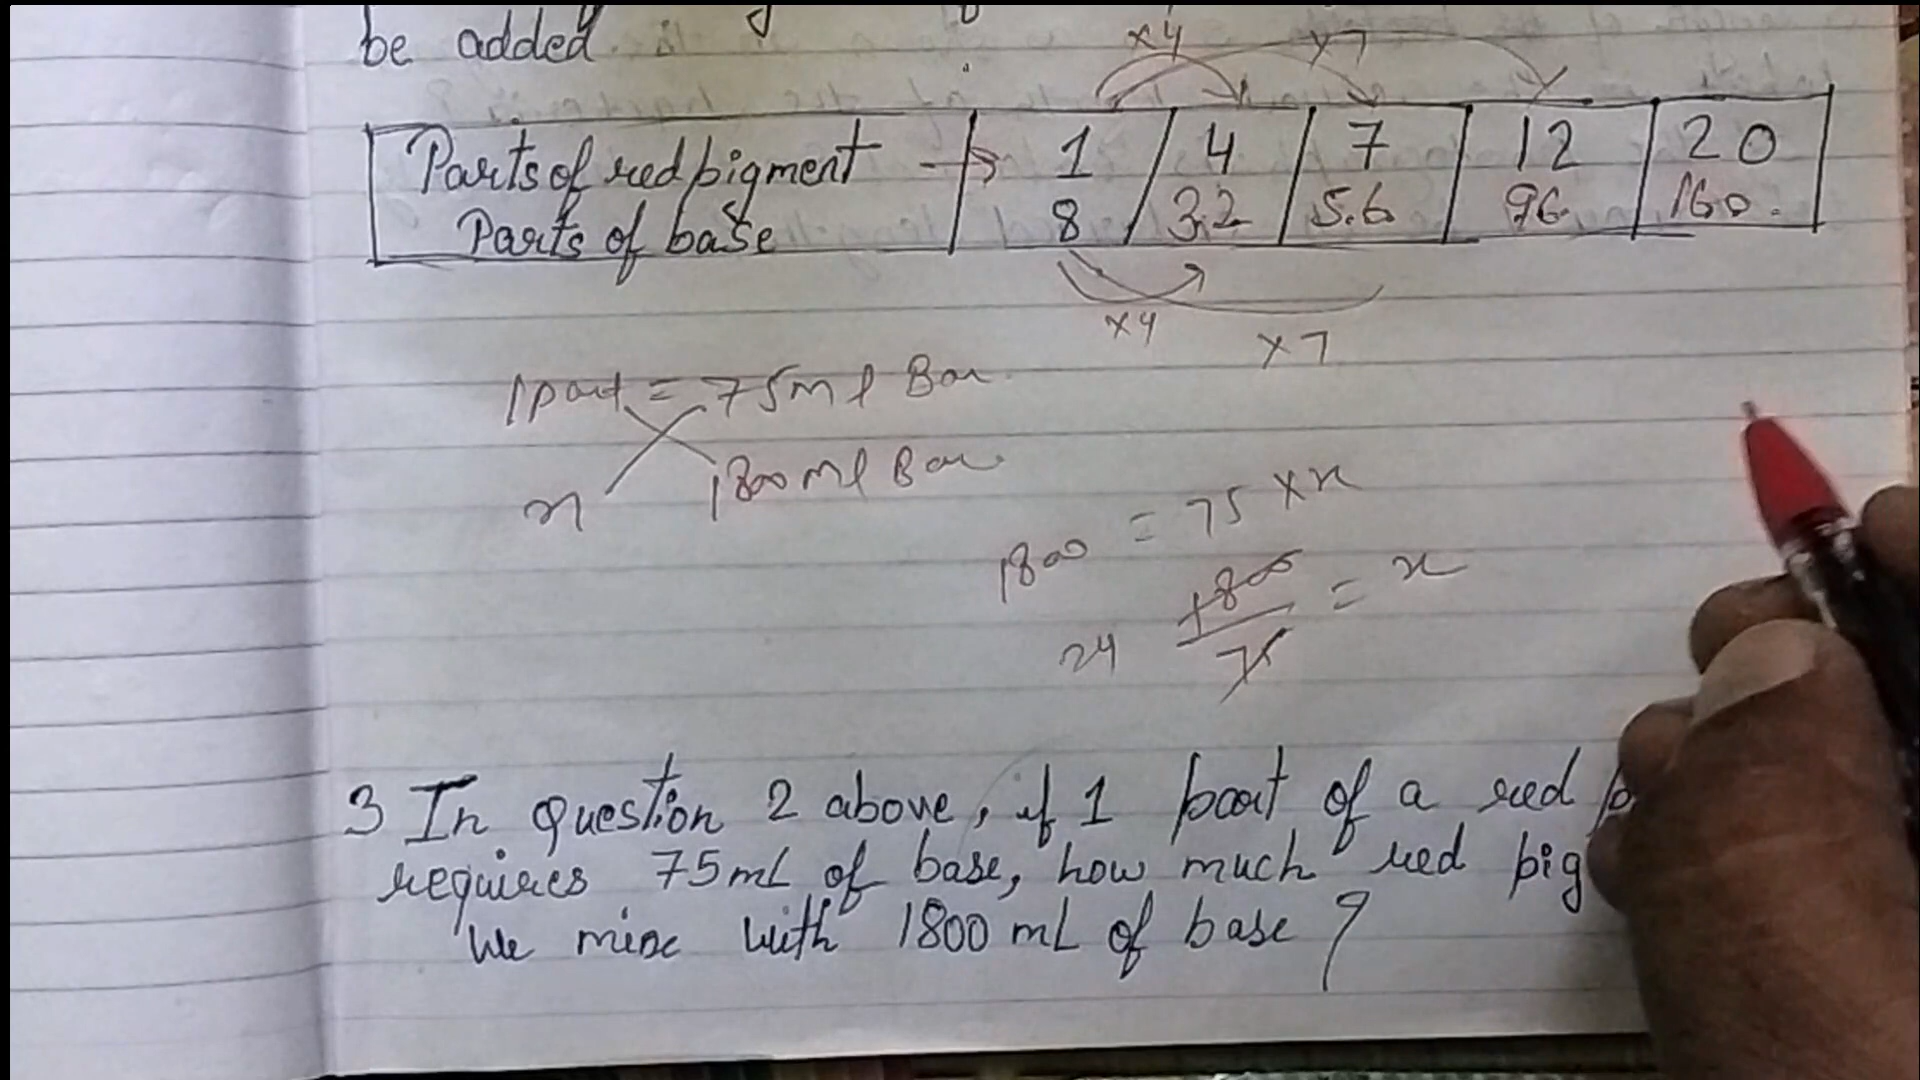 be added.
×4 ×7
Parts of red pigment → 1 4 7 12 20
Parts of base 8 32 56 96 160.
×4 ×7
1 part = 75 ml
x 1800 ml
1800 = 75 × x
24 1800/75 = x
3 In question 2 above, if 1 part of a red
requires 75 mL of base, how much red pig
We mix with 1800 mL of base ?